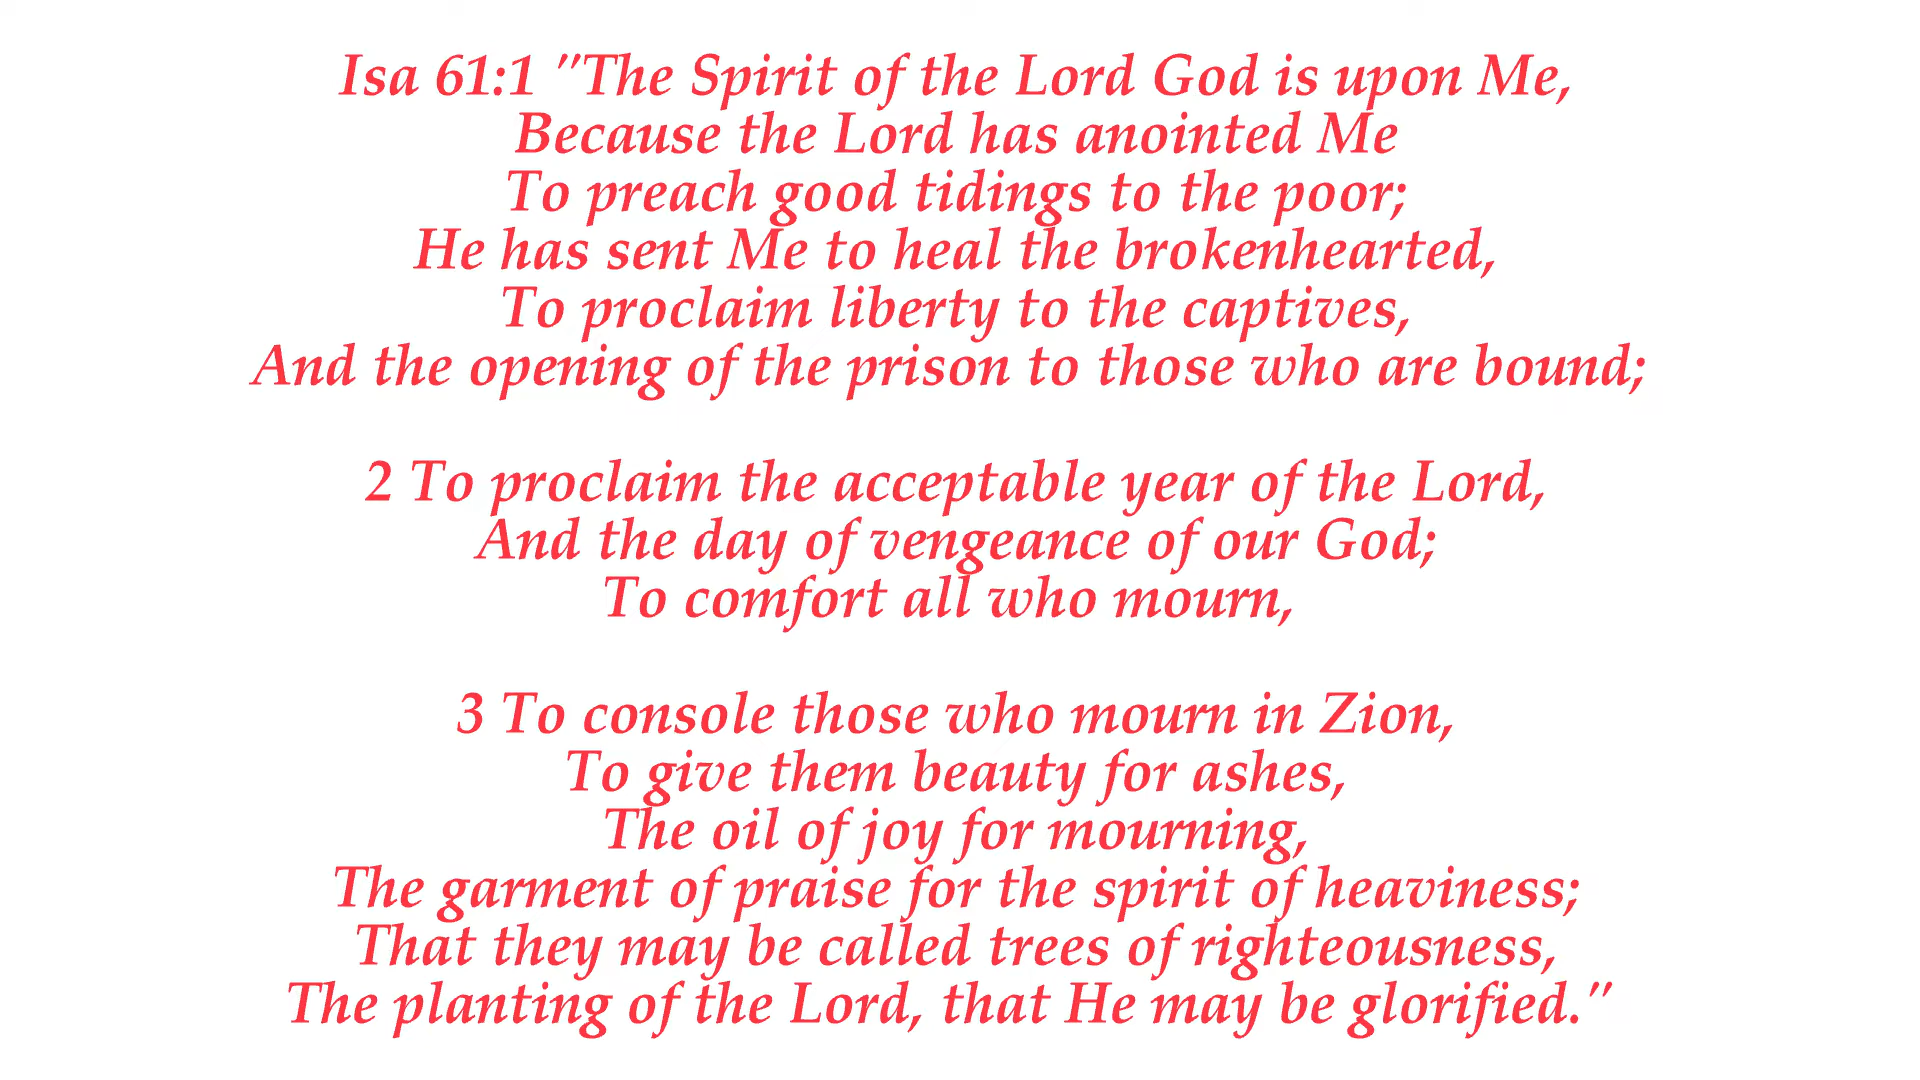 Isa 61:1 "The Spirit of the Lord God is upon Me,
Because the Lord has anointed Me
To preach good tidings to the poor;
He has sent Me to heal the brokenhearted,
To proclaim liberty to the captives,
And the opening of the prison to those who are bound;
2 To proclaim the acceptable year of the Lord,
And the day of vengeance of our God;
To comfort all who mourn,
3 To console those who mourn in Zion,
To give them beauty for ashes,
The oil of joy for mourning,
The garment of praise for the spirit of heaviness;
That they may be called trees of righteousness,
The planting of the Lord, that He may be glorified."